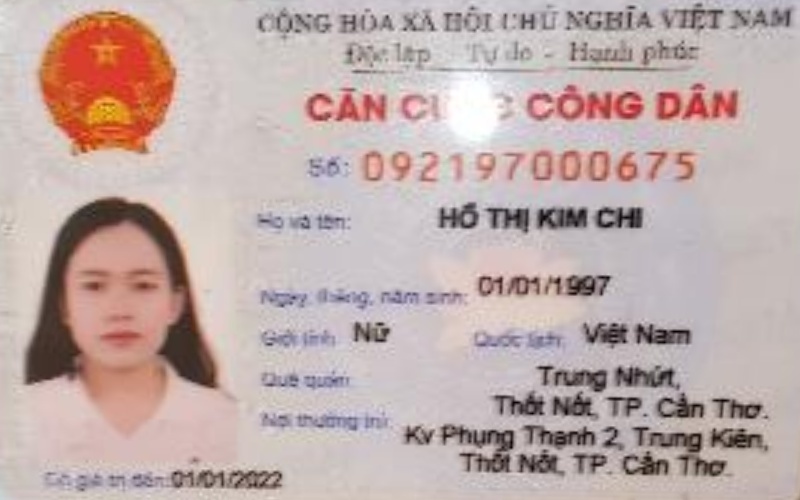 CỘNG HÒA XÃ HỘI CHỦ NGHĨA VIỆT NAM
Độc lập - Tự do - Hạnh phúc
CĂN CƯỚC CÔNG DÂN
Số: 092197000675
Họ và tên: HỒ THỊ KIM CHI
Ngày, tháng, năm sinh: 01/01/1997
Giới tính: Nữ Quốc tịch: Việt Nam
Quê quán: Trung Nhứt,
Thốt Nốt, TP. Cần Thơ.
Nơi thường trú: Kv Phụng Thạnh 2, Trung Kiên,
Thốt Nốt, TP. Cần Thơ.
Có giá trị đến: 01/01/2022